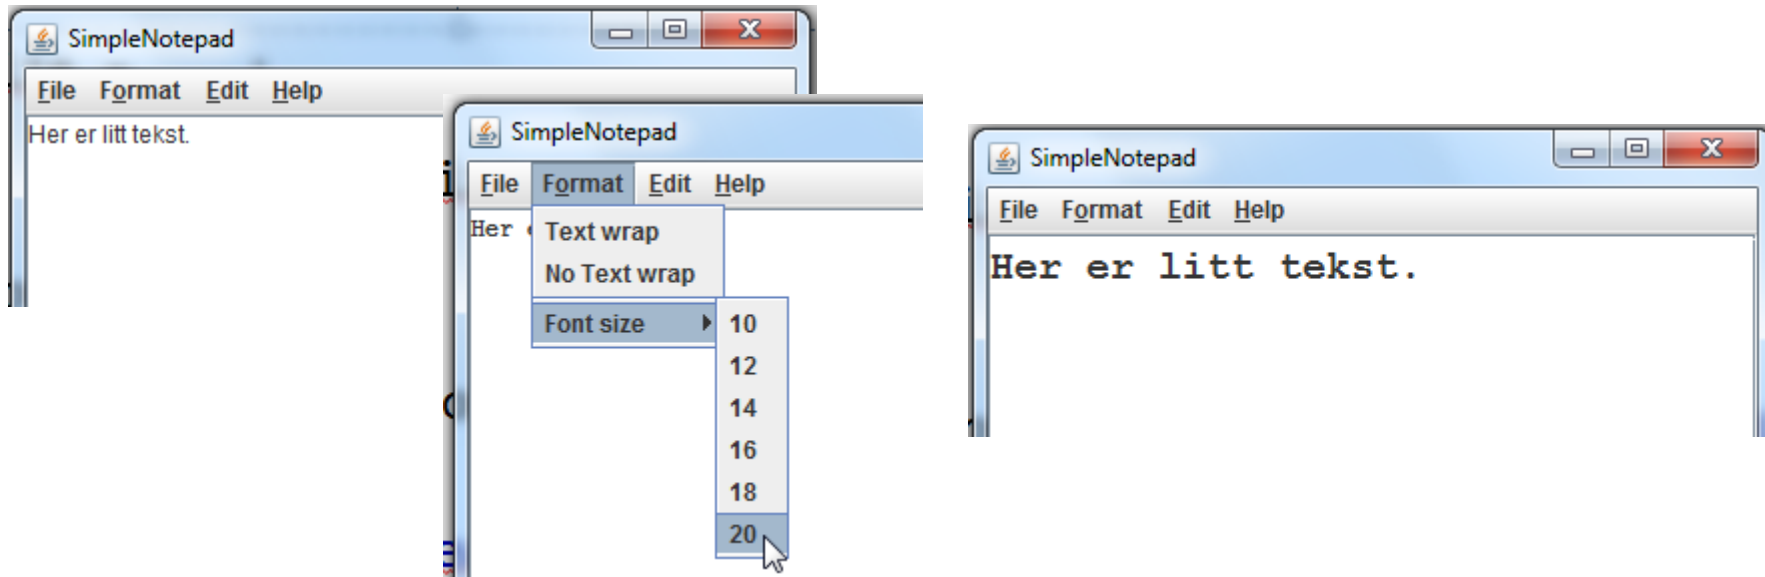 SimpleNotepad
File Format Edit Help
Her er litt tekst.
SimpleNotepad
File Format Edit Help
Her
Text wrap
No Text wrap
Font size
10
12
14
16
18
20
SimpleNotepad
File Format Edit Help
Her er litt tekst.